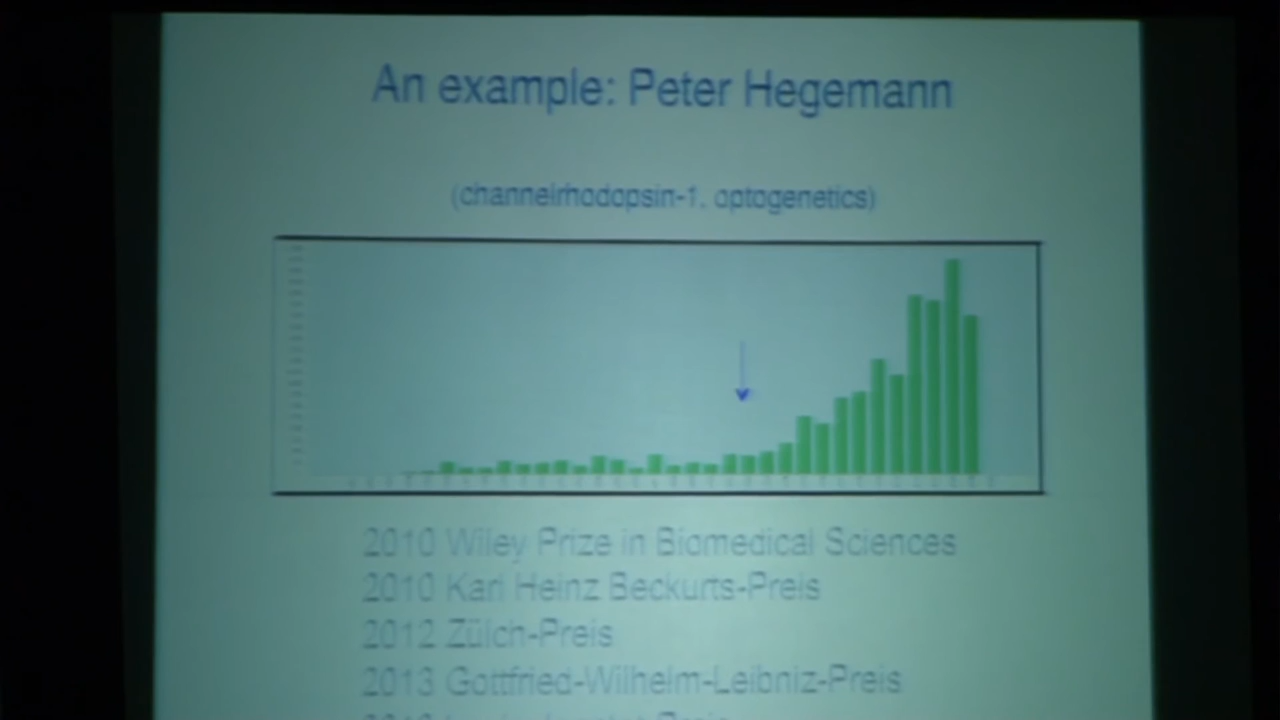 An example: Peter Hegemann
(channelrhodopsin-1, optogenetics)
2010 Wiley Prize in Biomedical Sciences
2010 Karl Heinz Beckurts-Preis
2012 Zülch-Preis
2013 Gottfried-Wilhelm-Leibniz-Preis